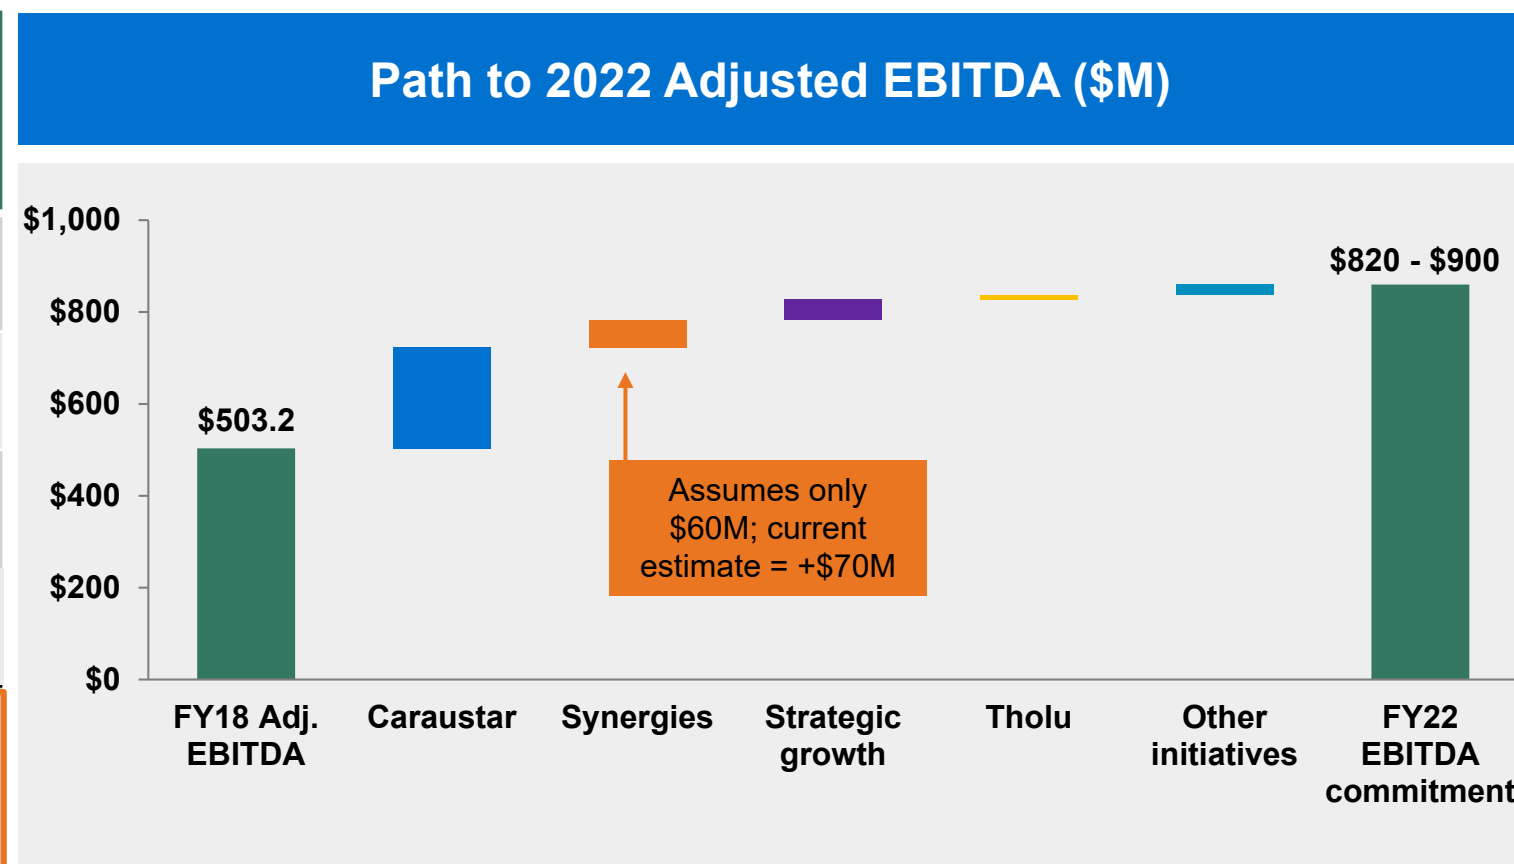 Path to 2022 Adjusted EBITDA ($M)
$1,000
$800
$600
$400
$200
$0
$503.2
$820 - $900
Assumes only
$60M; current
estimate = +$70M
FY18 Adj.
EBITDA
Caraustar
Synergies
Strategic
growth
Tholu
Other
initiatives
FY22
EBITDA
commitment